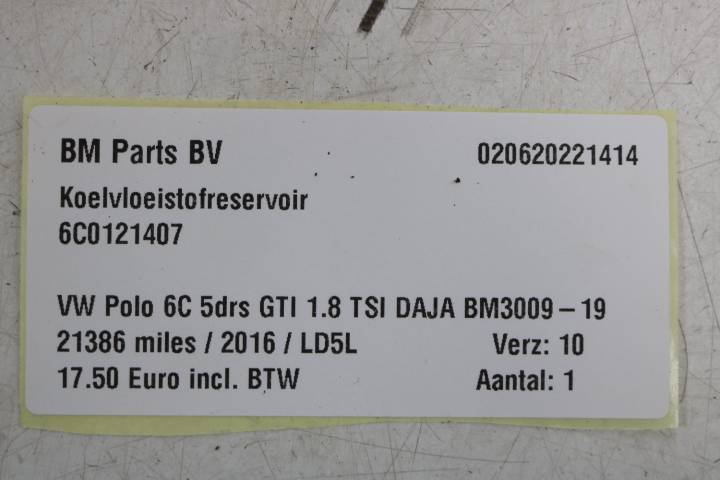 BM Parts BV 020620221414
Koelvloeistofreservoir
6C0121407
VW Polo 6C 5drs GTI 1.8 TSI DAJA BM3009 – 19
21386 miles / 2016 / LD5L Verz: 10
17.50 Euro incl. BTW Aantal: 1